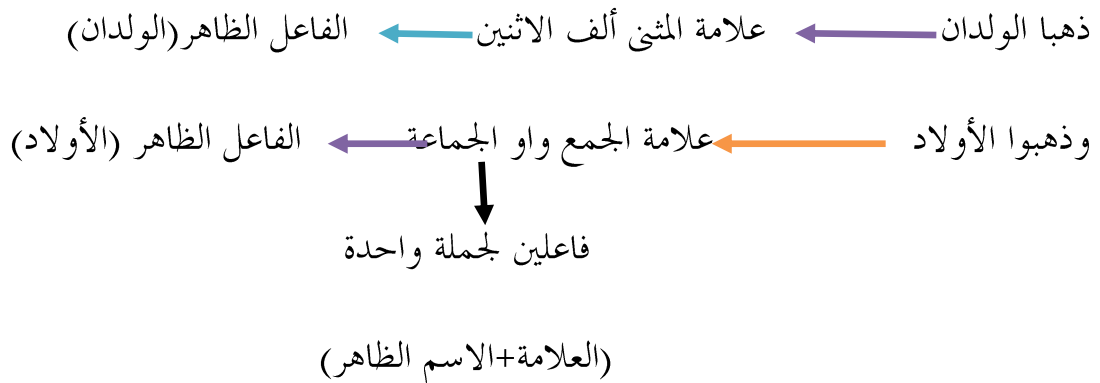 ذهبا الولدان علامة المثنى ألف الاثنين الفاعل الظاهر(الولدان)
وذهبوا الأولاد علامة الجمع واو الجماعة الفاعل الظاهر (الأولاد)
فاعلين لجملة واحدة
(العلامة+الاسم الظاهر)